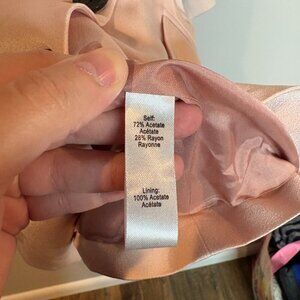 Self:
72% Acetate
Acétate
28% Rayon
Rayonne
Lining:
100% Acetate
Acétate